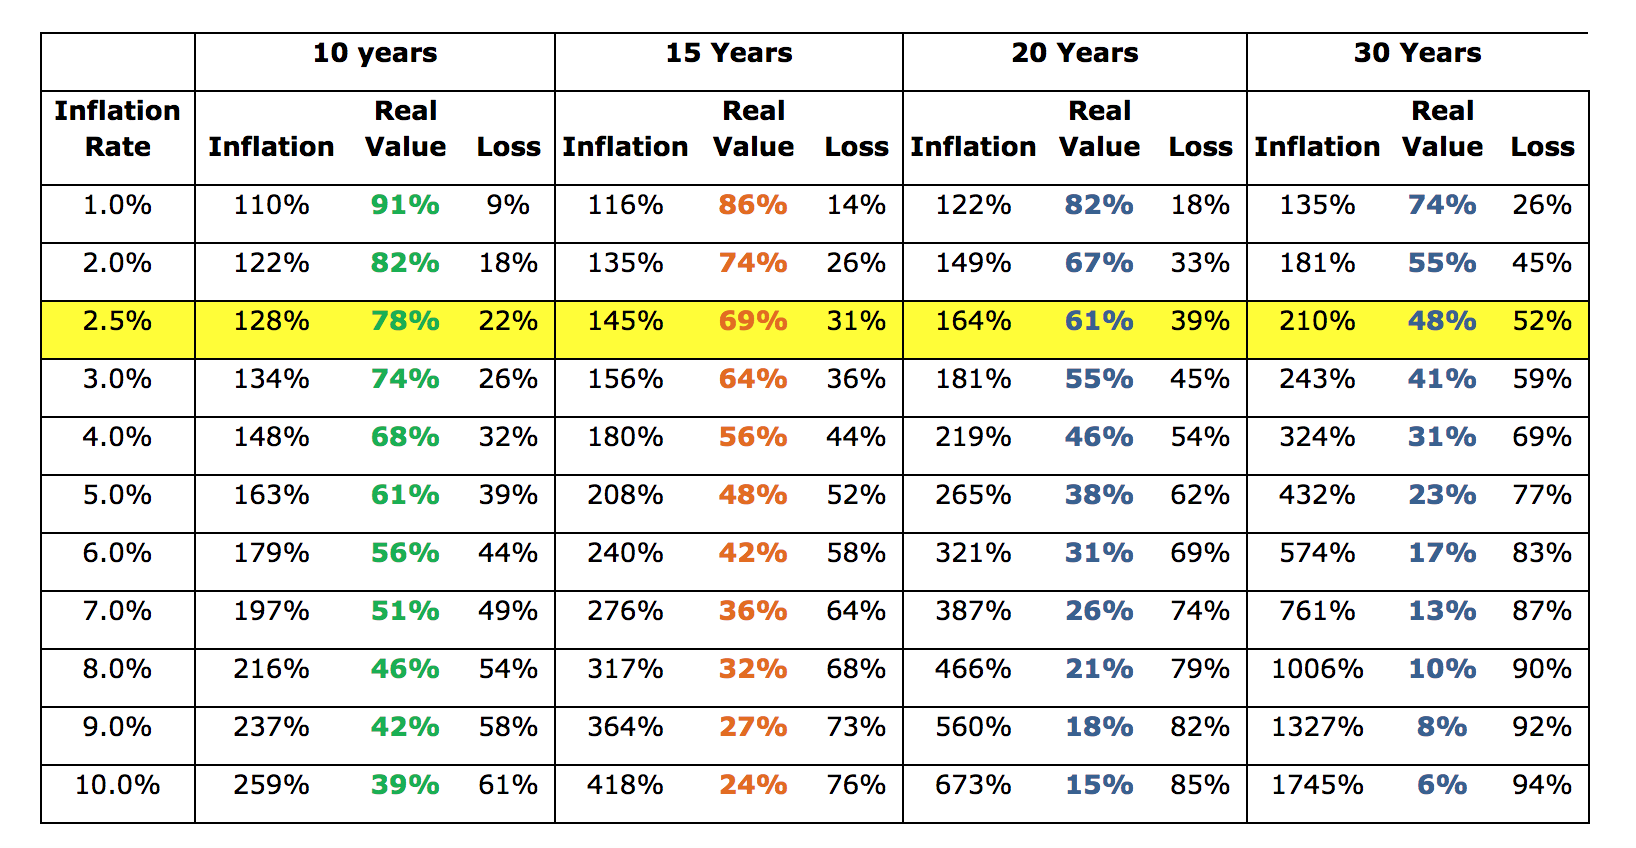 10 years 15 Years 20 Years 30 Years
Inflation Rate Inflation Real Value Loss Inflation Real Value Loss Inflation Real Value Loss Inflation Real Value Loss
1.0% 110% 91% 9% 116% 86% 14% 122% 82% 18% 135% 74% 26%
2.0% 122% 82% 18% 135% 74% 26% 149% 67% 33% 181% 55% 45%
2.5% 128% 78% 22% 145% 69% 31% 164% 61% 39% 210% 48% 52%
3.0% 134% 74% 26% 156% 64% 36% 181% 55% 45% 243% 41% 59%
4.0% 148% 68% 32% 180% 56% 44% 219% 46% 54% 324% 31% 69%
5.0% 163% 61% 39% 208% 48% 52% 265% 38% 62% 432% 23% 77%
6.0% 179% 56% 44% 240% 42% 58% 321% 31% 69% 574% 17% 83%
7.0% 197% 51% 49% 276% 36% 64% 387% 26% 74% 761% 13% 87%
8.0% 216% 46% 54% 317% 32% 68% 466% 21% 79% 1006% 10% 90%
9.0% 237% 42% 58% 364% 27% 73% 560% 18% 82% 1327% 8% 92%
10.0% 259% 39% 61% 418% 24% 76% 673% 15% 85% 1745% 6% 94%